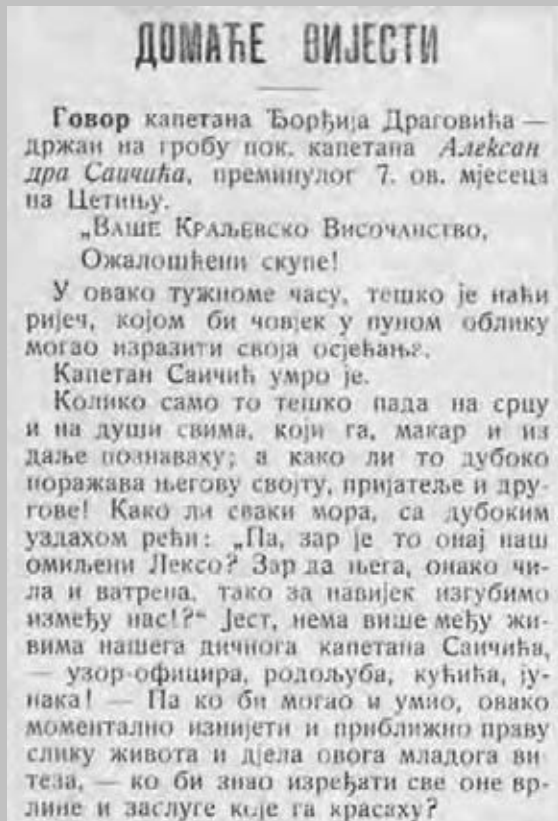 ДОМАЋЕ ВИЈЕСТИ
Говор капетана Ђорђија Драговића —
држан на гробу пок. капетана Алексан
дра Саичића, преминулог 7. ов. мјесеца
на Цетињу.
„Ваше Краљевско Височанство,
Ожалошћени скупе!
У овако тужноме часу, тешко је наћи
ријеч, којом би човјек у пуном облику
могао изразити своја осјећања.
Капетан Саичић умро је.
Колико само то тешко пада на срцу
и на души свима, који га, макар и из
даље познаваху; а како ли то дубоко
поражава његову својту, пријатеље и дру-
гове! Како ли сваки мора, са дубоким
уздахом рећи: „Па, зар је то онај наш
омиљени Лексо? Зар да њега, онако чи-
ла и ватрена, тако за навијек изгубимо
између нас!?“ Јест, нема више међу жи-
вима нашега дичнога капетана Саичића,
— узор-официра, родољуба, кућића, ју-
нака! — Па ко би могао и умио, овако
моментално изнијети и приближно праву
слику живота и дјела овога младога ви
теза, — ко би знао изређати све оне вр-
лине и заслуге које га красаху?